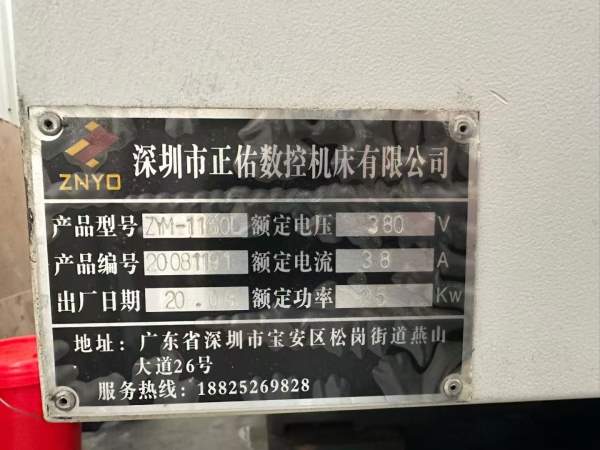 ZNYO
深圳市正佑数控机床有限公司
产品型号 ZYM-1160L 额定电压 380 V
产品编号 20081191 额定电流 38 A
出厂日期 20.08 额定功率 25 Kw
地址：广东省深圳市宝安区松岗街道燕山
大道26号
服务热线：18825269828